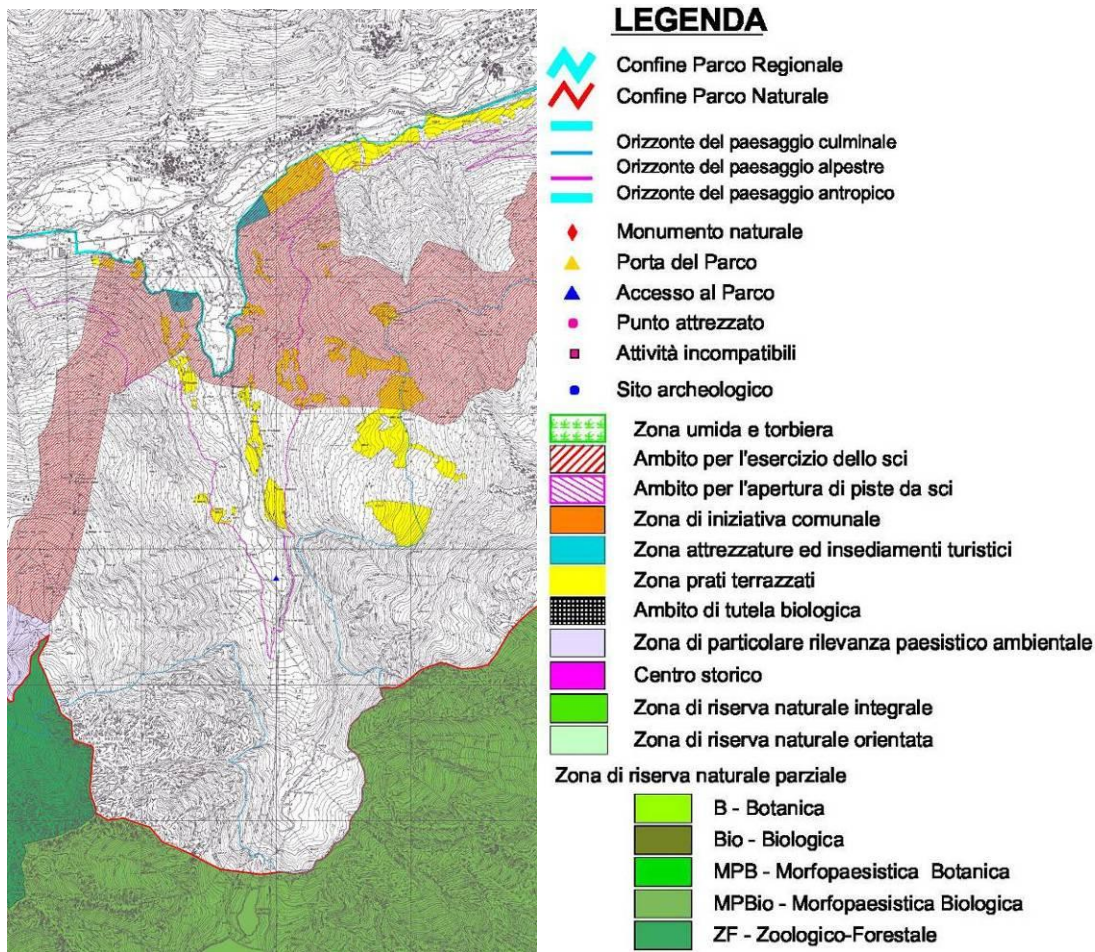 LEGENDA
Confine Parco Regionale
Confine Parco Naturale
Orizzonte del paesaggio culminale
Orizzonte del paesaggio alpestre
Orizzonte del paesaggio antropico
Monumento naturale
Porta del Parco
Accesso al Parco
Punto attrezzato
Attività incompatibili
Sito archeologico
Zona umida e torbiera
Ambito per l'esercizio dello sci
Ambito per l'apertura di piste da sci
Zona di iniziativa comunale
Zona attrezzature ed insediamenti turistici
Zona prati terrazzati
Ambito di tutela biologica
Zona di particolare rilevanza paesistico ambientale
Centro storico
Zona di riserva naturale integrale
Zona di riserva naturale orientata
Zona di riserva naturale parziale
B - Botanica
Bio - Biologica
MPB - Morfopaesistica Botanica
MPBio - Morfopaesistica Biologica
ZF - Zoologico-Forestale